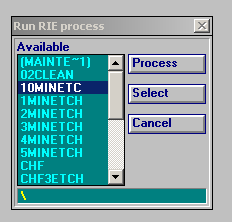 Run RIE process
Available
(MAINTE~1)
02CLEAN
10MINETC
1MINETCH
2MINETCH
3MINETCH
4MINETCH
5MINETCH
CHF
CHF3ETCH
Process
Select
Cancel
\